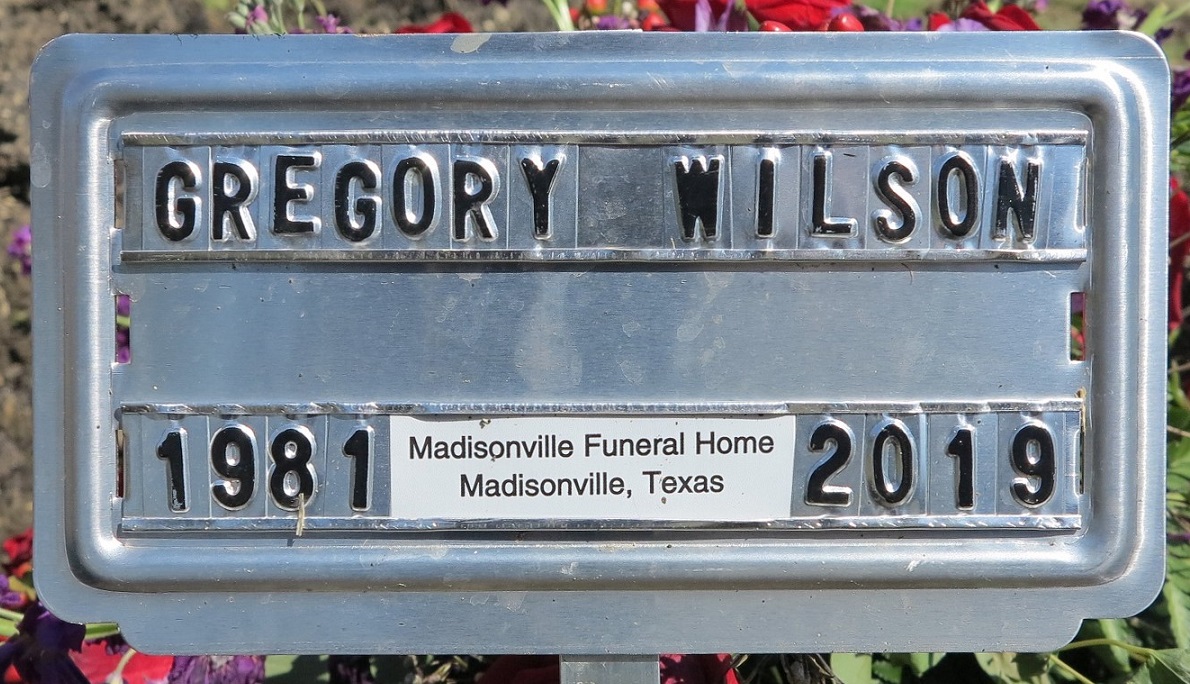 GREGORY WILSON
1981 Madisonville Funeral Home 2019
Madisonville, Texas